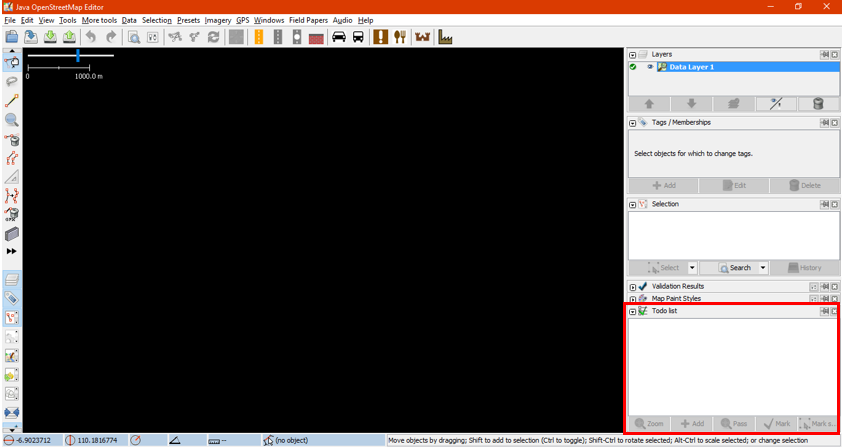 Java OpenStreetMap Editor
File Edit View Tools More tools Data Selection Presets Imagery GPS Windows Field Papers Audio Help
0 1000.0 m
Layers
Data Layer 1
Tags / Memberships
Select objects for which to change tags.
Add Edit Delete
Selection
Select Search History
Validation Results
Map Paint Styles
Todo list
Zoom Add Pass Mark Mark s...
-6.9023712 110.1816774 -- (no object) Move objects by dragging; Shift to add to selection (Ctrl to toggle); Shift-Ctrl to rotate selected; Alt-Ctrl to scale selected; or change selection